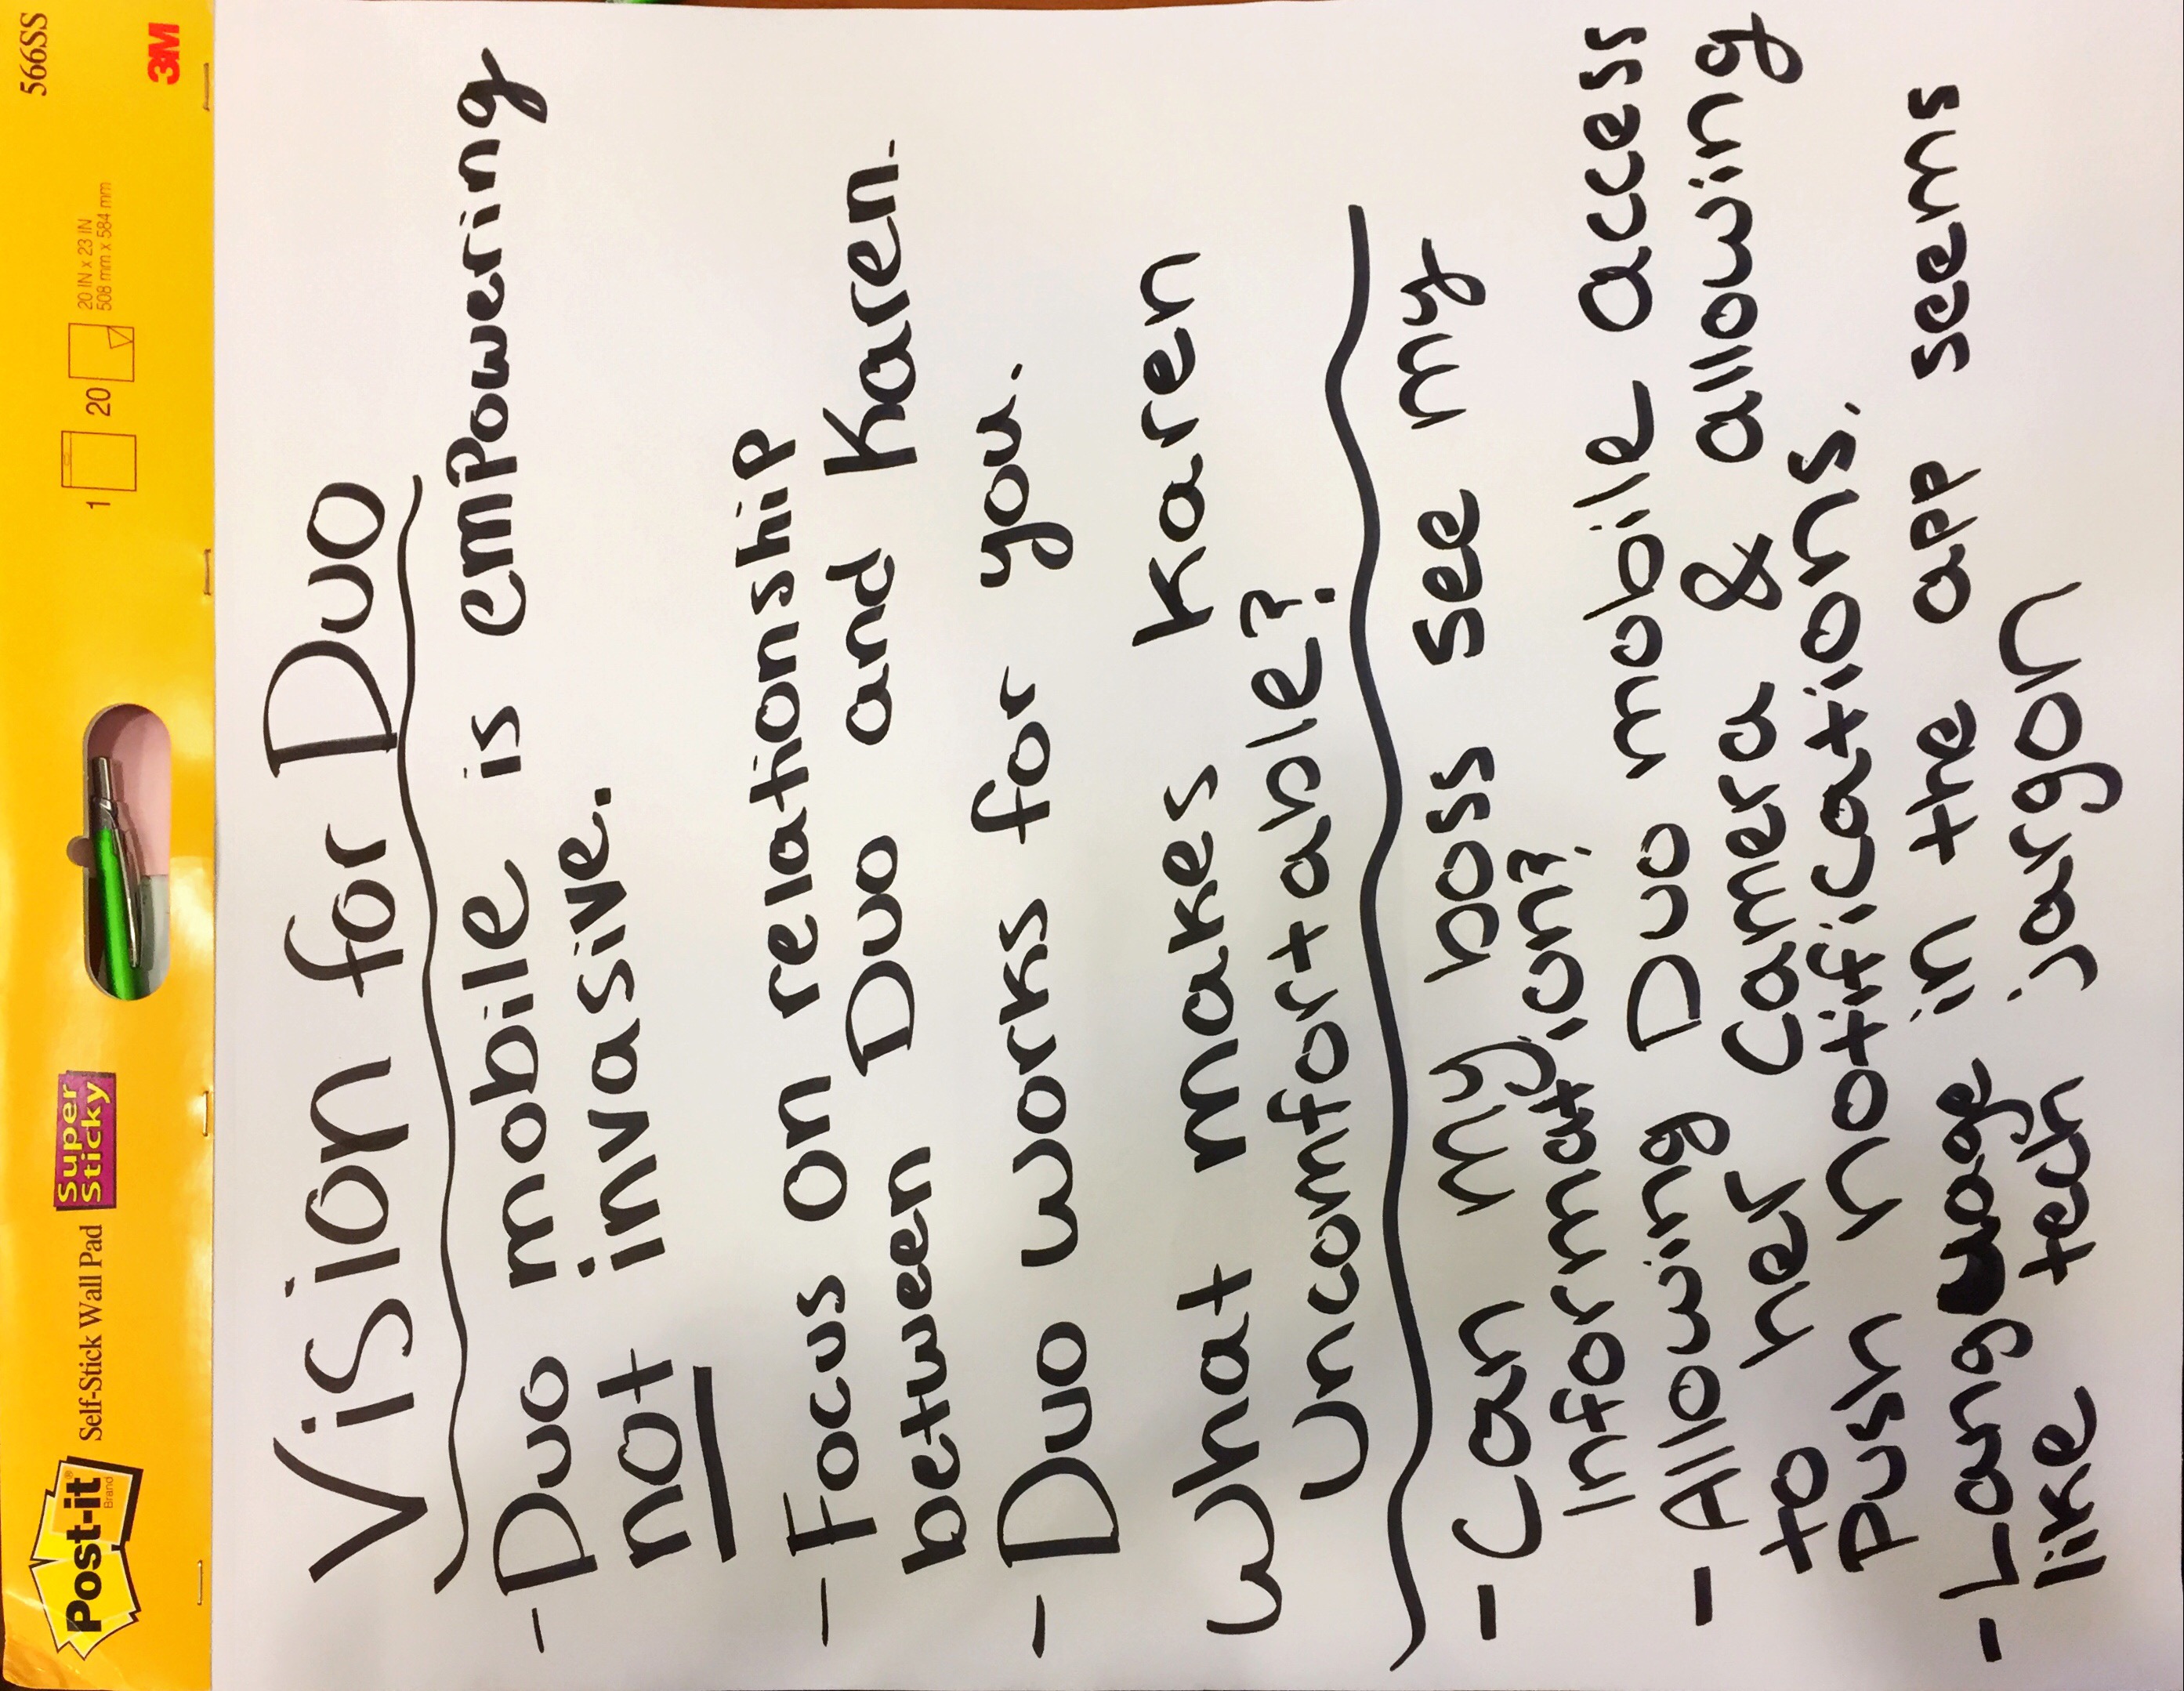 Post-it®
Brand
Self-Stick Wall Pad
Super
Sticky
1
20
20 IN x 23 IN
508 mm x 584 mm
566SS
3M
Vision for Duo
- Duo mobile is emPowering
not invasive.
- Focus on relationship
between Duo and Karen.
- Duo works for you.
What makes Karen
Uncomfortable?
- Can my boss see my
information?
- Allowing Duo mobile access
to her Camera & allowing
Push notifications.
- Language in the app seems
like tech jargon